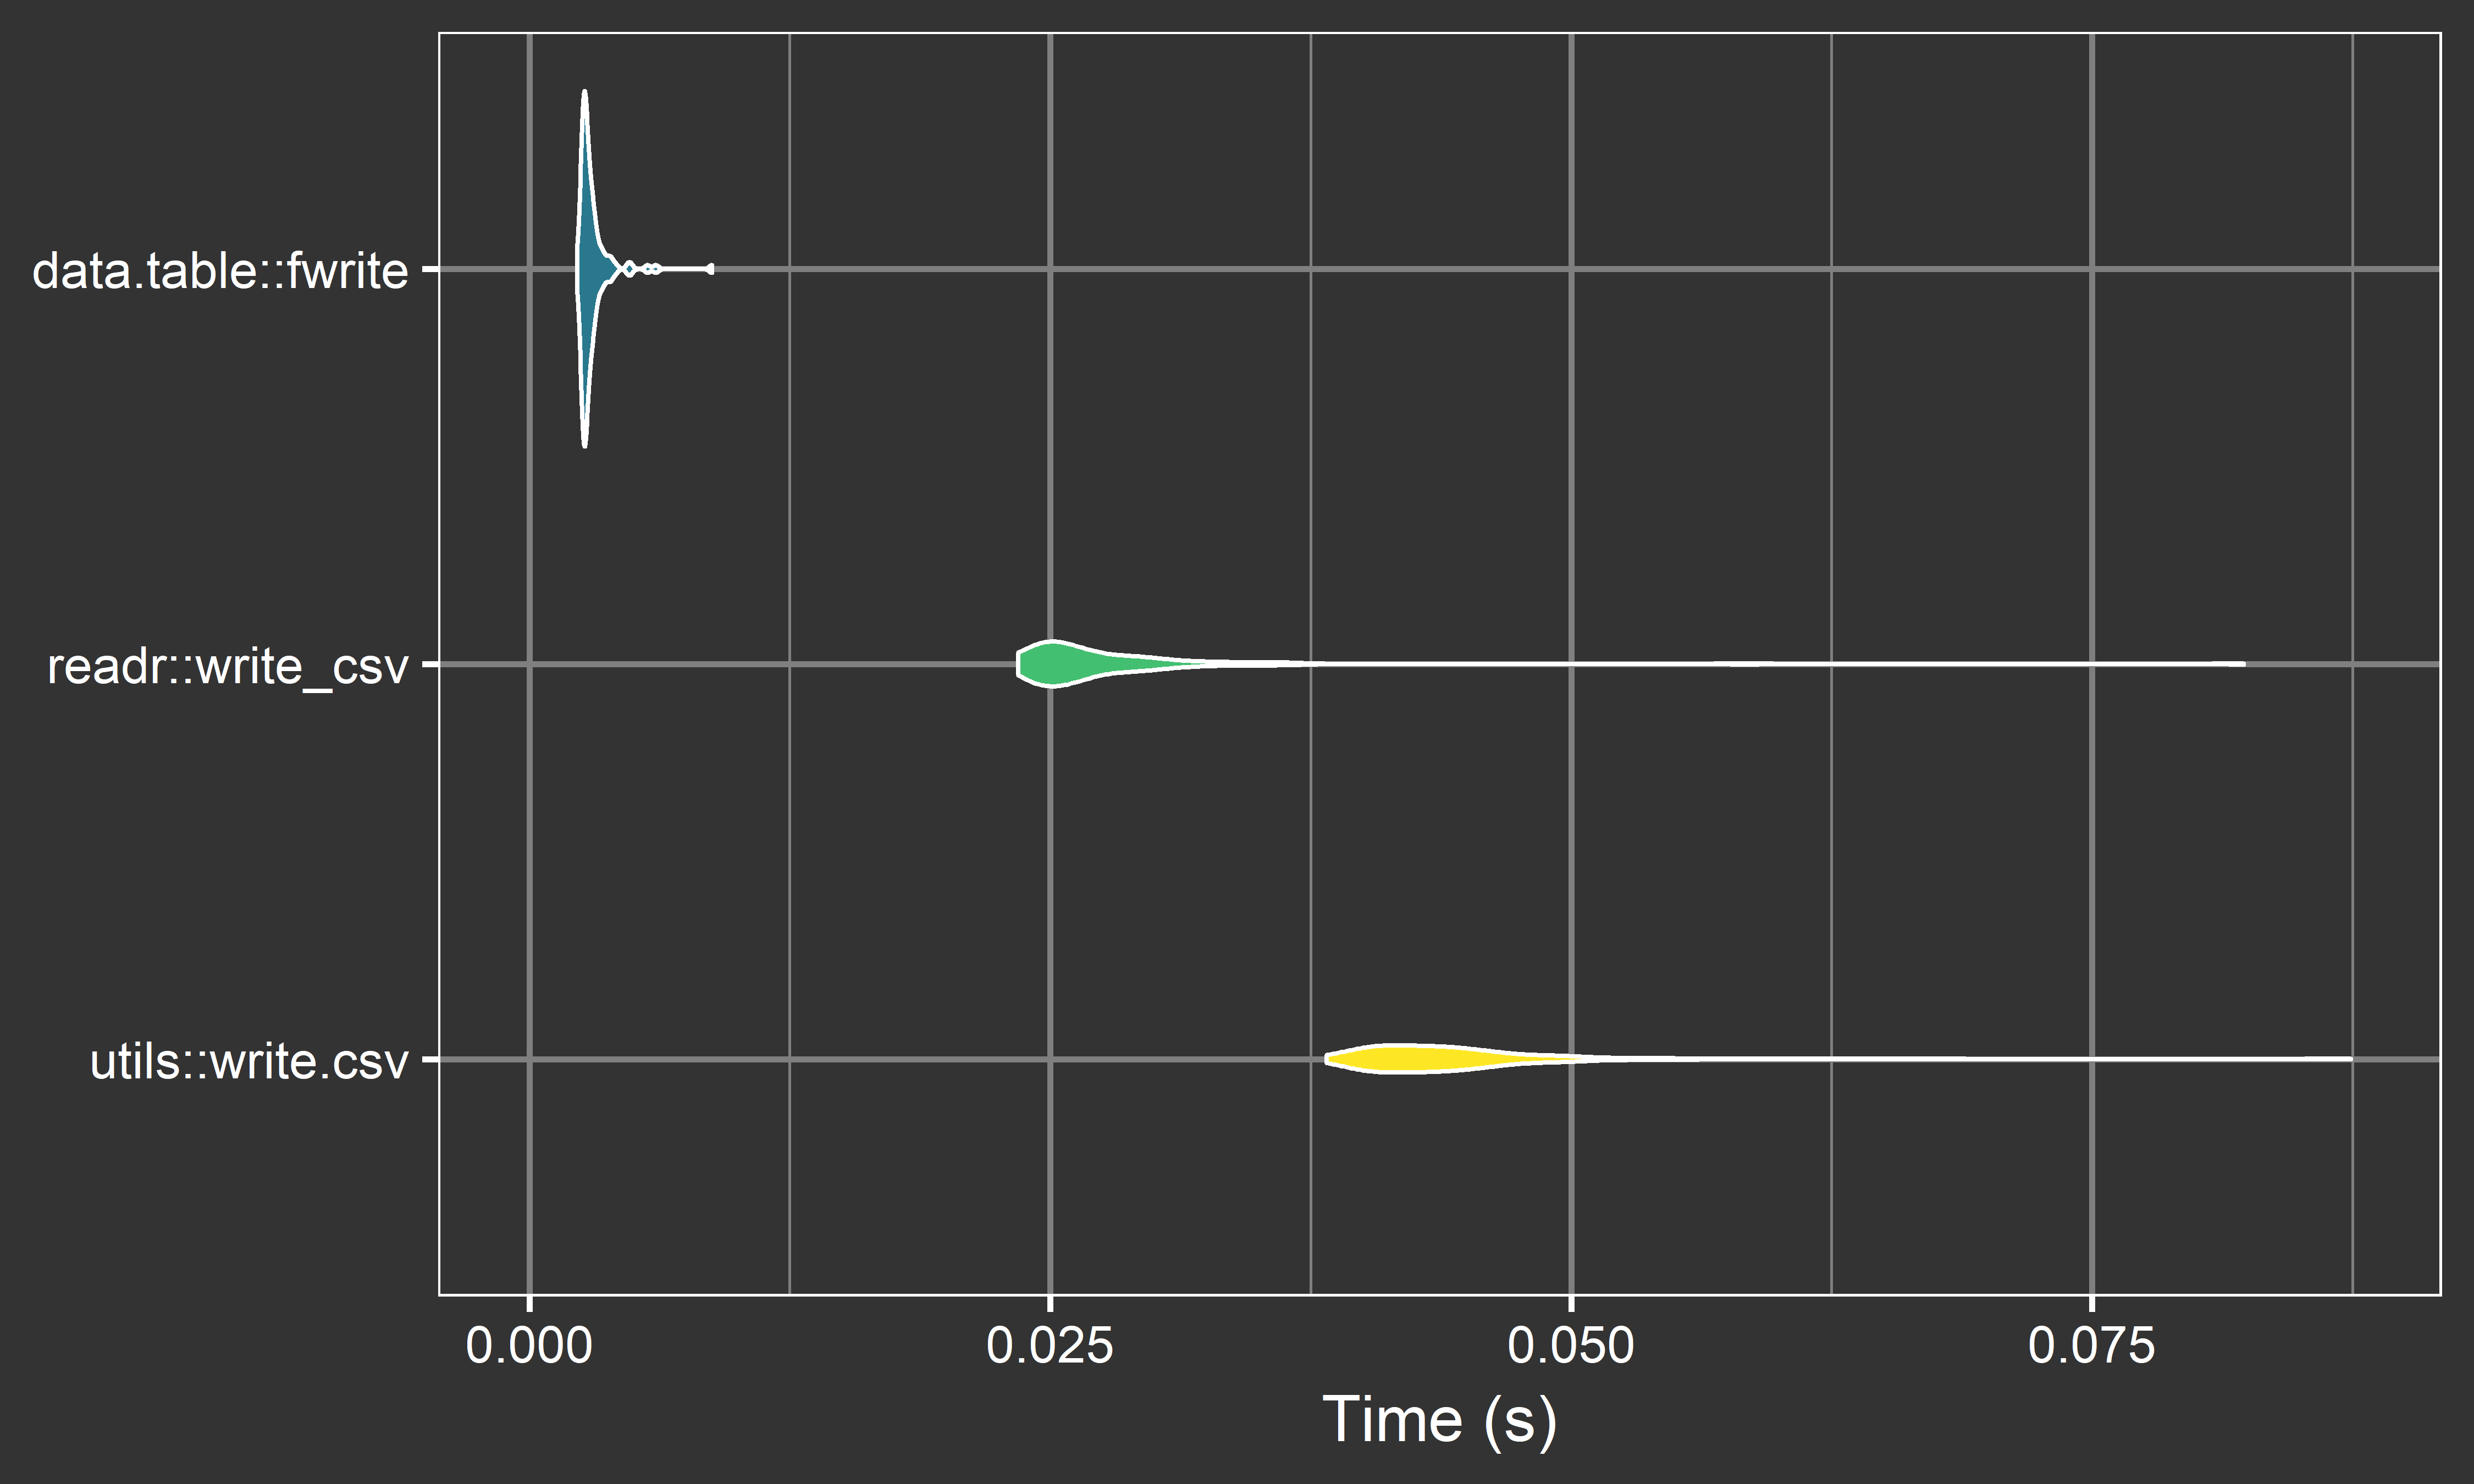 data.table::fwrite
readr::write_csv
utils::write.csv
0.000 0.025 0.050 0.075
Time (s)